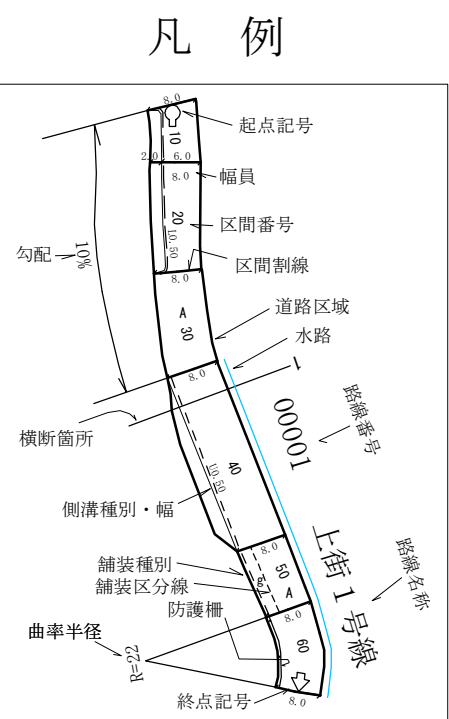 凡 例
8.0
起点記号
10
2.0 6.0
8.0
幅員
20
区間番号
L0.50
勾配
10%
区間割線
8.0
道路区域
A
30
水路
8.0
1
横断箇所
00001
路線番号
40
U0.50
側溝種別・幅
上街1号線
路線名称
8.0
舗装種別
50
舗装区分線
g7
A
防護柵
曲率半径
R=22
60
終点記号
8.0